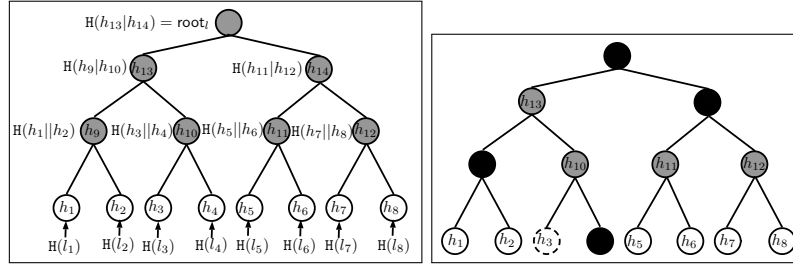 H(h₁₃|h₁₄) = rootₗ
H(h₉|h₁₀) h₁₃ H(h₁₁|h₁₂) h₁₄
H(h₁||h₂) h₉ H(h₃||h₄) h₁₀ H(h₅||h₆) h₁₁ H(h₇||h₈) h₁₂
h₁ h₂ h₃ h₄ h₅ h₆ h₇ h₈
H(l₁) H(l₂) H(l₃) H(l₄) H(l₅) H(l₆) H(l₇) H(l₈)
h₁₃
h₁₀ h₁₁ h₁₂
h₁ h₂ h₃ h₅ h₆ h₇ h₈